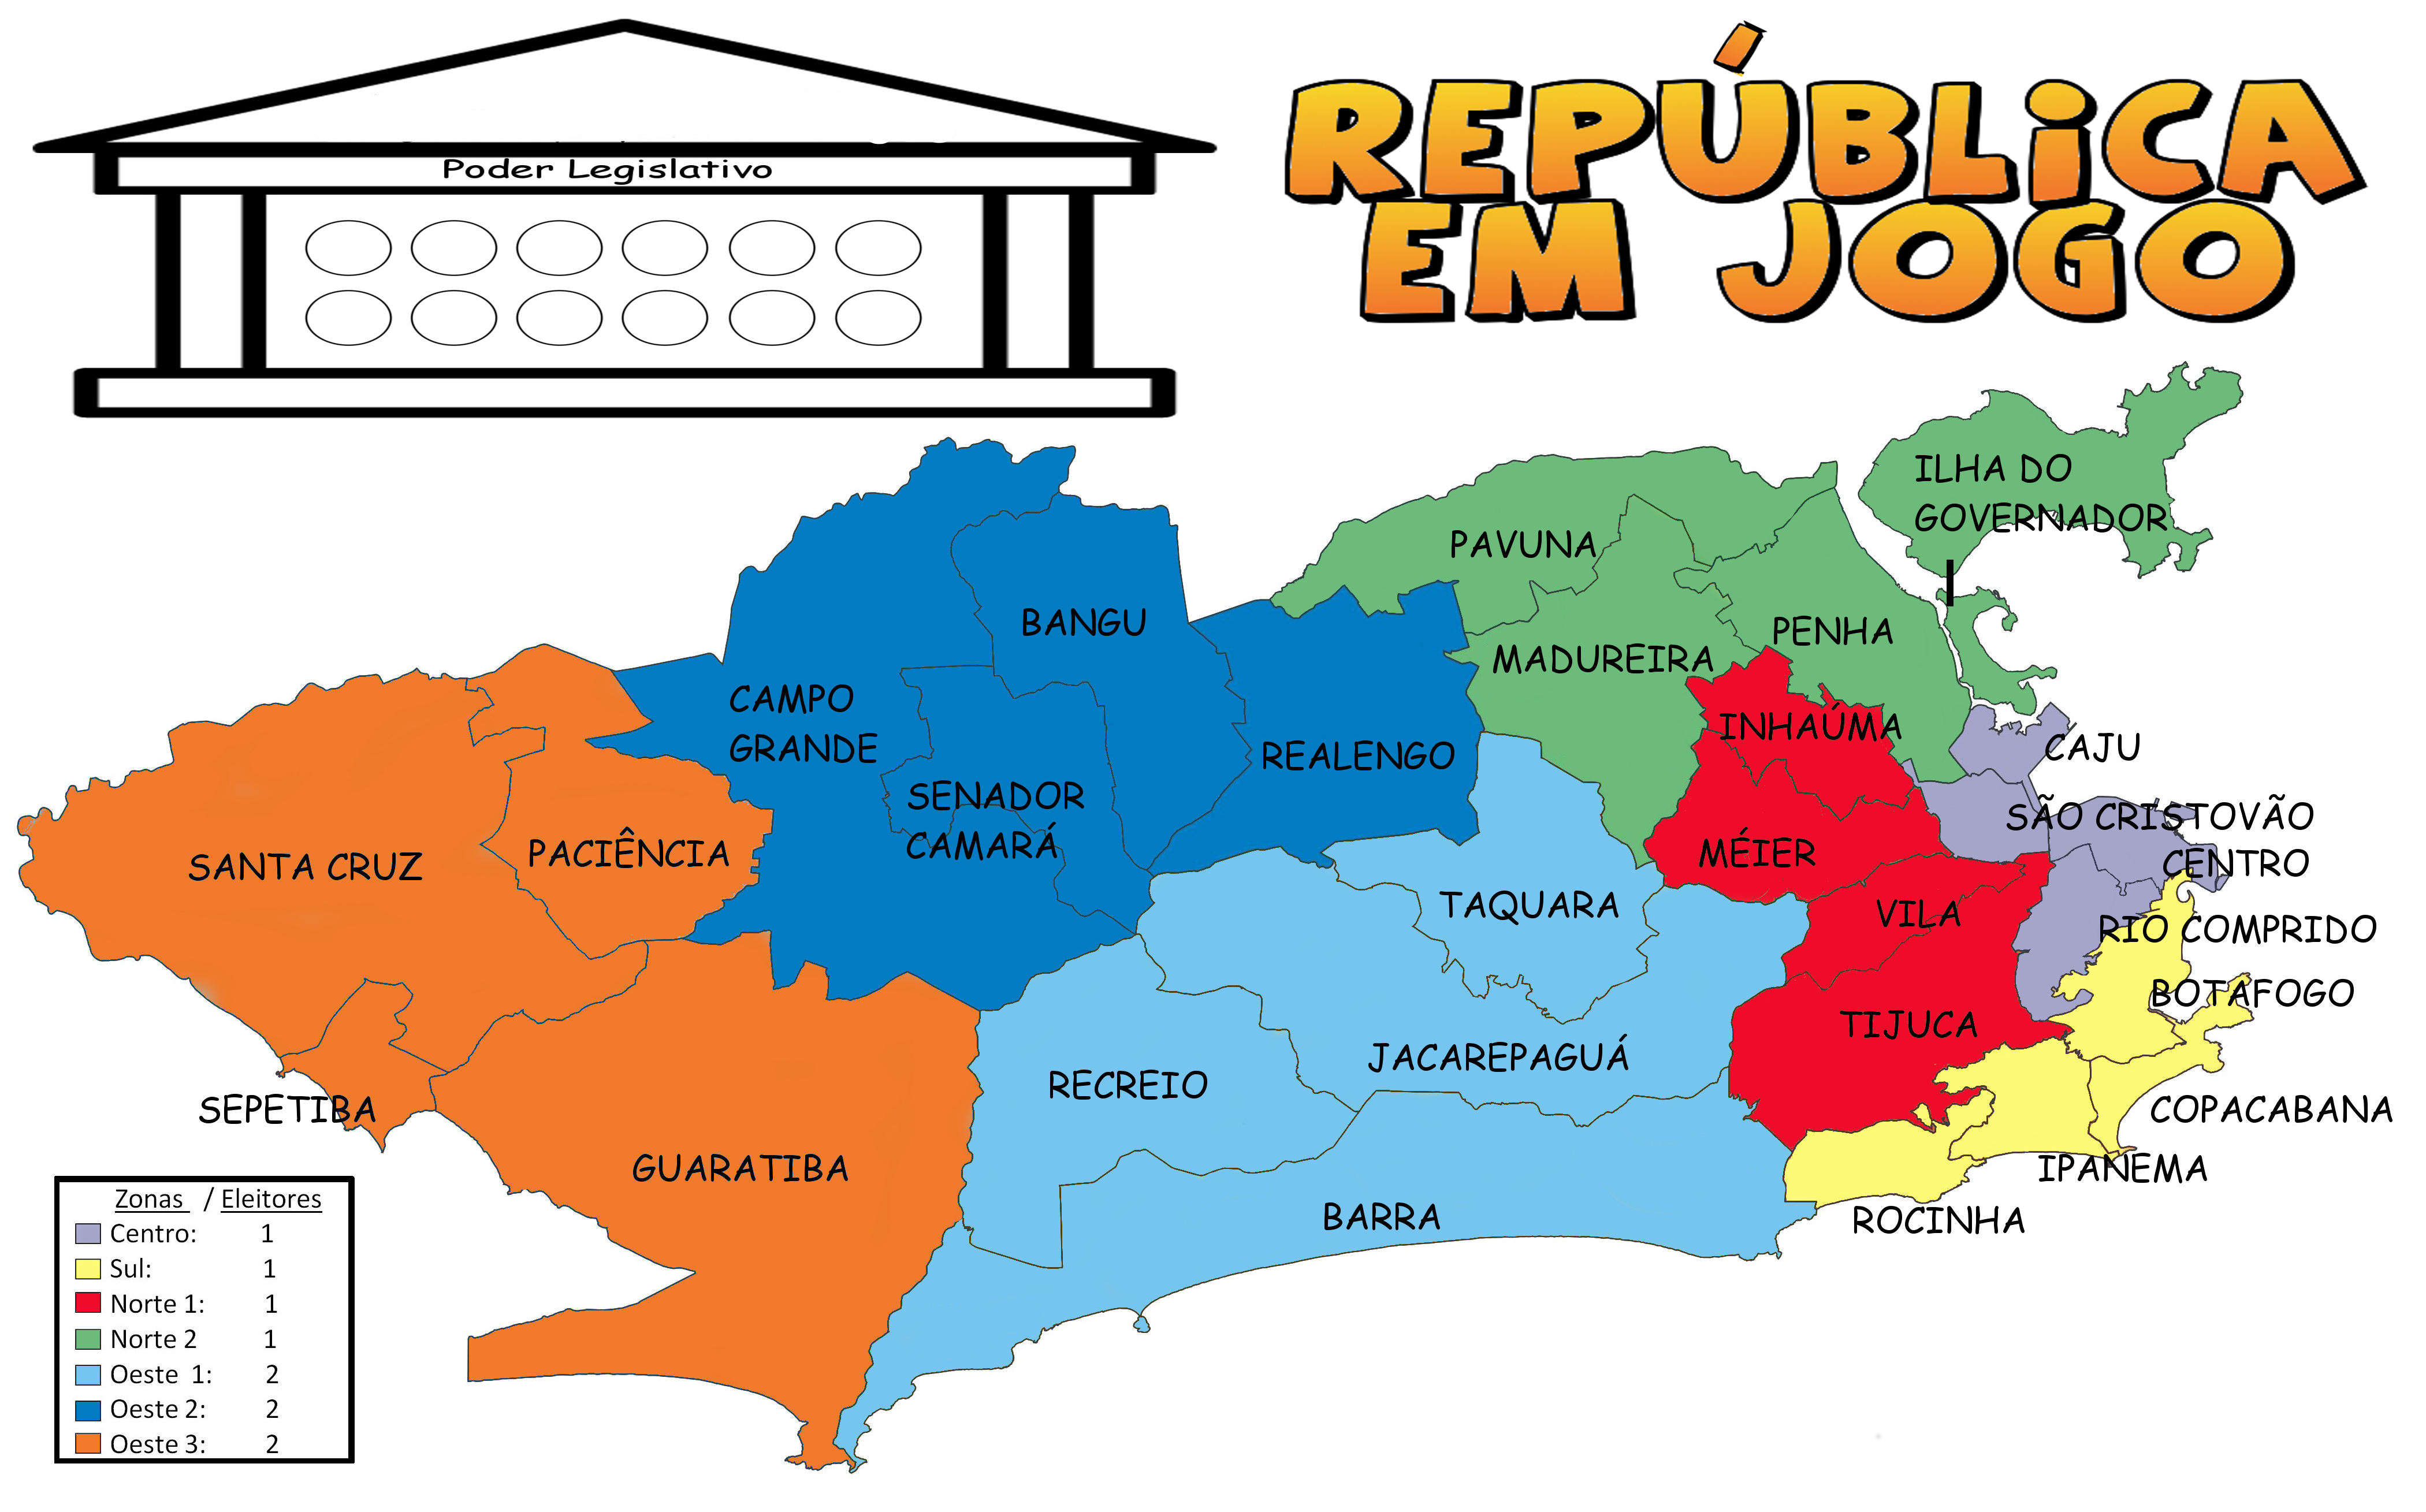 Poder Legislativo
REPÚBLiCA
EM JOGO
ILHA DO
GOVERNADOR
PAVUNA
BANGU
PENHA
MADUREIRA
CAMPO
GRANDE
INHAÚMA
CAJU
REALENGO
SENADOR
CAMARÁ
SÃO CRISTOVÃO
SANTA CRUZ
PACIÊNCIA
MÉIER
CENTRO
TAQUARA
VILA
RIO COMPRIDO
BOTAFOGO
TIJUCA
JACAREPAGUÁ
RECREIO
SEPETIBA
COPACABANA
GUARATIBA
IPANEMA
BARRA
ROCINHA
Zonas / Eleitores
Centro: 1
Sul: 1
Norte 1: 1
Norte 2 1
Oeste 1: 2
Oeste 2: 2
Oeste 3: 2